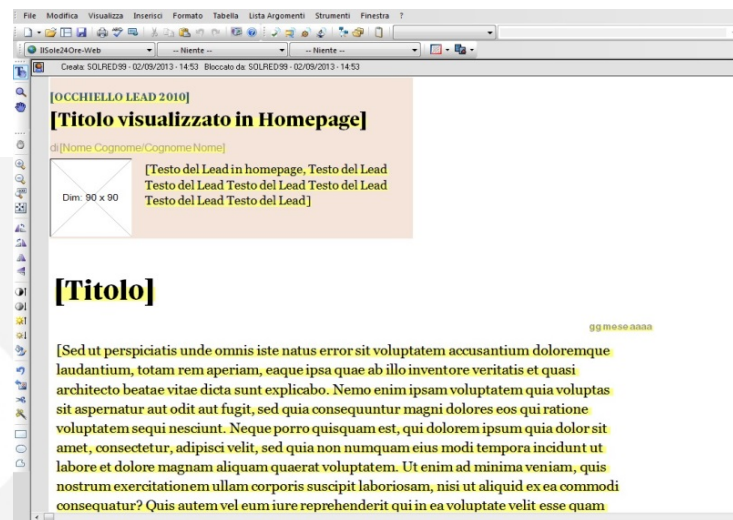 File Modifica Visualizza Inserisci Formato Tabella Lista Argomenti Strumenti Finestra ?
IlSole24Ore-Web -- Niente -- -- Niente --
Creata: SOLRED99 - 02/09/2013 - 14:53 Bloccato da: SOLRED99 - 02/09/2013 - 14:53
[OCCHIELLO LEAD 2010]
[Titolo visualizzato in Homepage]
di[Nome Cognome/Cognome Nome]
Dim: 90 x 90
[Testo del Lead in homepage, Testo del Lead
Testo del Lead Testo del Lead Testo del Lead
Testo del Lead Testo del Lead]
[Titolo]
gg mese aaaa
[Sed ut perspiciatis unde omnis iste natus error sit voluptatem accusantium doloremque
laudantium, totam rem aperiam, eaque ipsa quae ab illo inventore veritatis et quasi
architecto beatae vitae dicta sunt explicabo. Nemo enim ipsam voluptatem quia voluptas
sit aspernatur aut odit aut fugit, sed quia consequuntur magni dolores eos qui ratione
voluptatem sequi nesciunt. Neque porro quisquam est, qui dolorem ipsum quia dolor sit
amet, consectetur, adipisci velit, sed quia non numquam eius modi tempora incidunt ut
labore et dolore magnam aliquam quaerat voluptatem. Ut enim ad minima veniam, quis
nostrum exercitationem ullam corporis suscipit laboriosam, nisi ut aliquid ex ea commodi
consequatur? Quis autem vel eum iure reprehenderit qui in ea voluptate velit esse quam